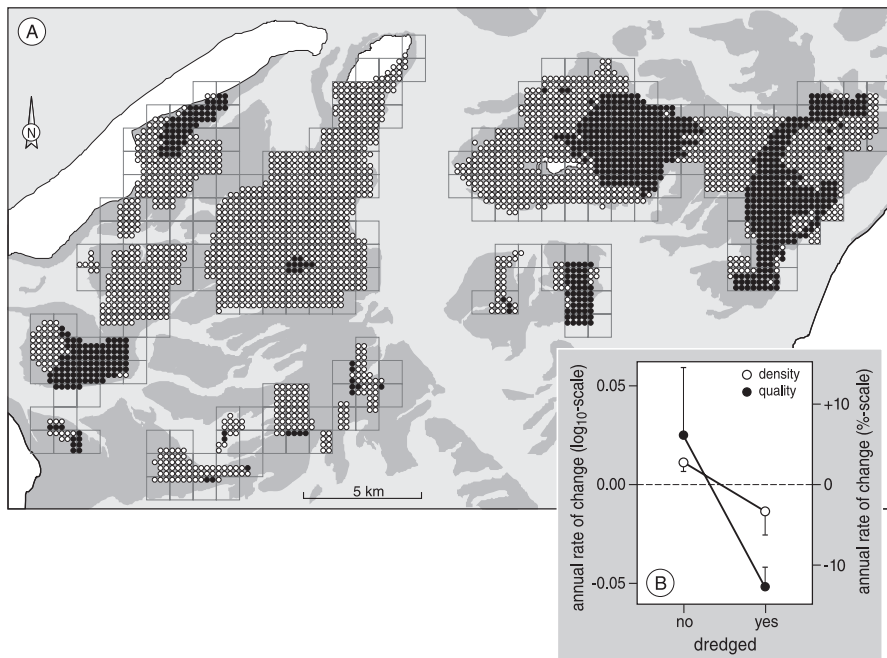 A
N
5 km
0.05
0.00
-0.05
annual rate of change (log10-scale)
density
quality
+10
0
-10
annual rate of change (%-scale)
B
no
yes
dredged